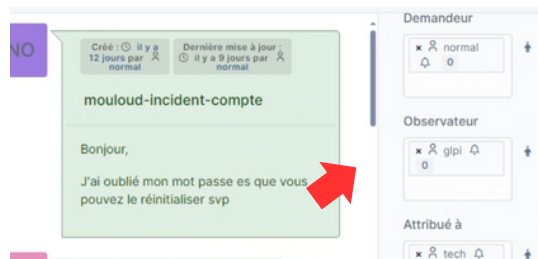 NO
Créé : il y a 12 jours par normal
Dernière mise à jour : il y a 9 jours par normal
mouloud-incident-compte
Bonjour,
J'ai oublié mon mot passe es que vous
pouvez le réinitialiser svp
Demandeur
× normal
0
Observateur
× glpi
0
Attribué à
× tech